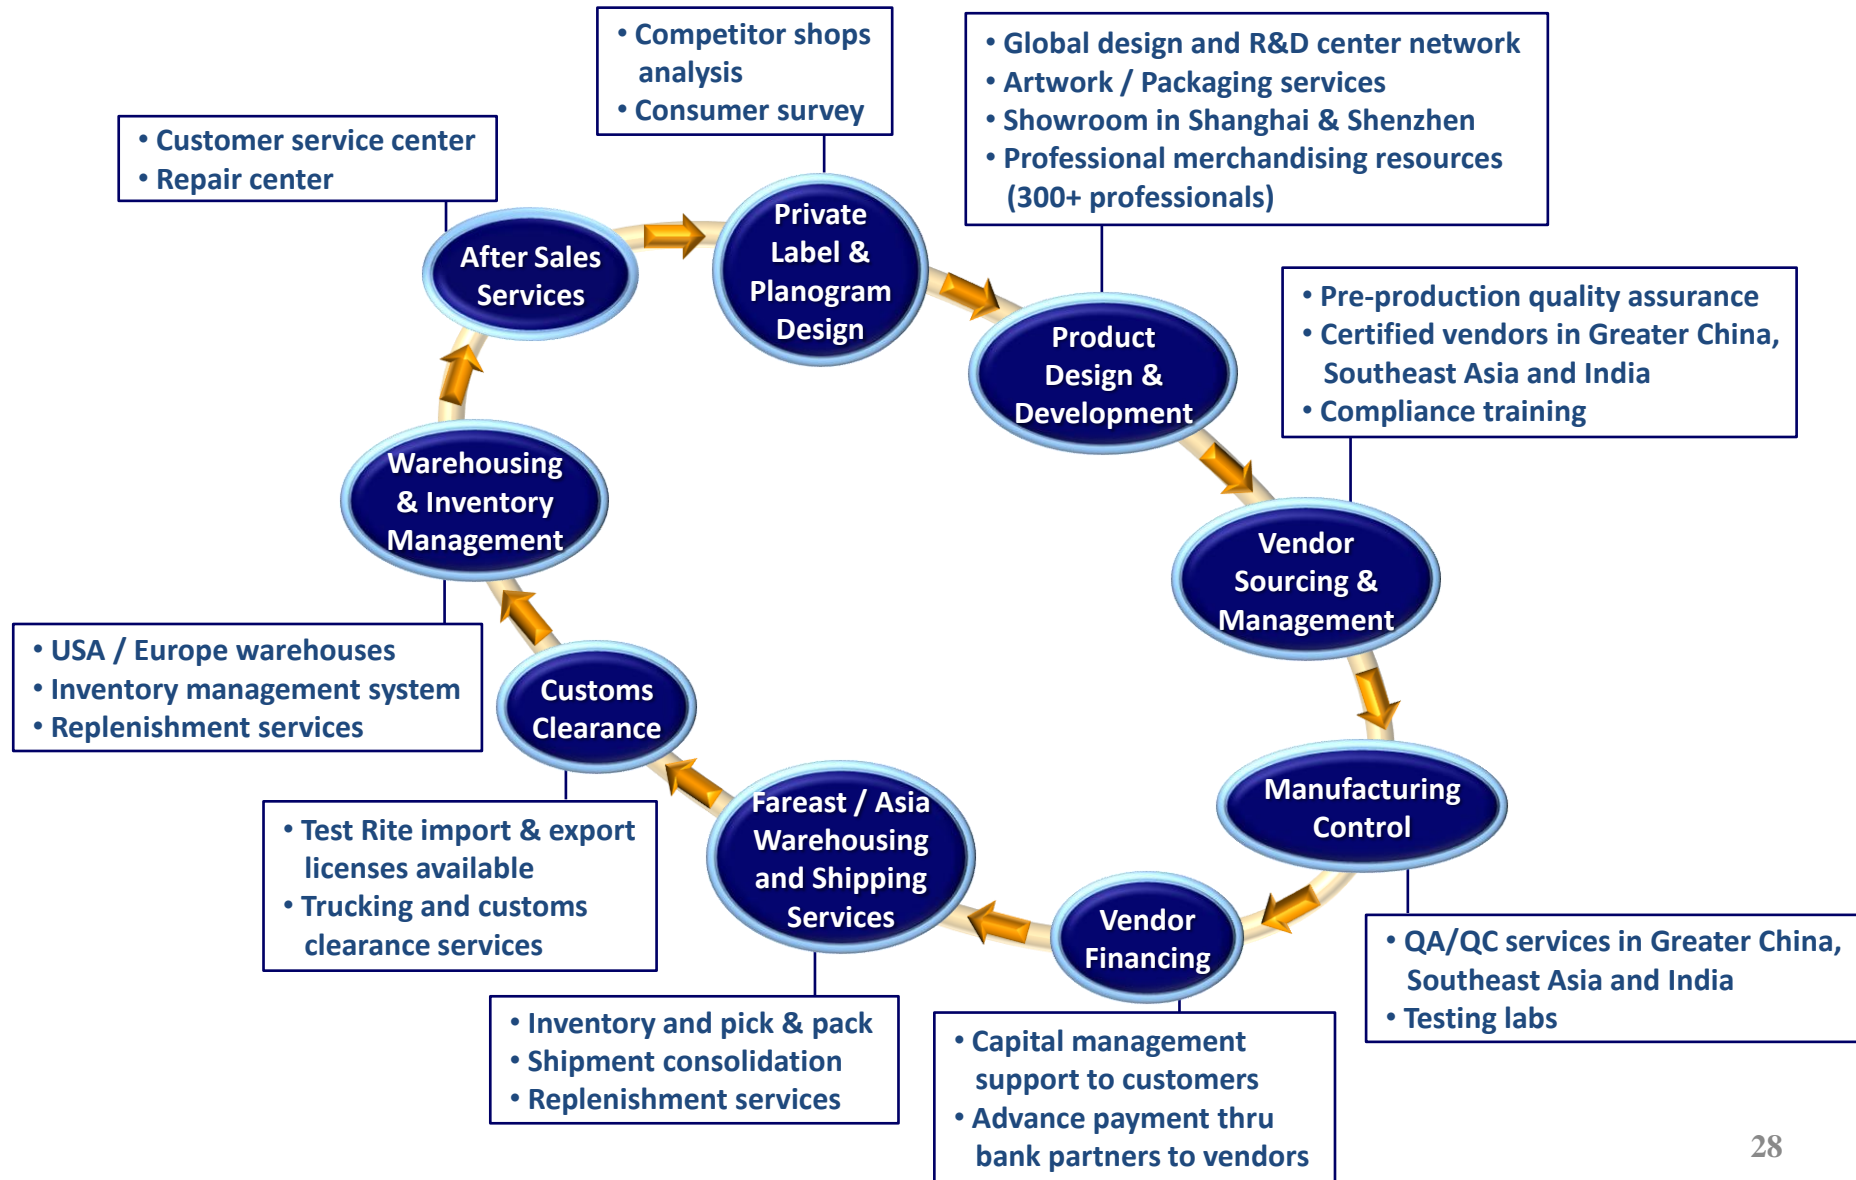 • Competitor shops
analysis
• Consumer survey
• Global design and R&D center network
• Artwork / Packaging services
• Showroom in Shanghai & Shenzhen
• Professional merchandising resources
(300+ professionals)
• Customer service center
• Repair center
Private
Label &
Planogram
Design
After Sales
Services
Product
Design &
Development
• Pre-production quality assurance
• Certified vendors in Greater China,
Southeast Asia and India
• Compliance training
Warehousing
& Inventory
Management
Vendor
Sourcing &
Management
• USA / Europe warehouses
• Inventory management system
• Replenishment services
Customs
Clearance
Manufacturing
Control
Fareast / Asia
Warehousing
and Shipping
Services
• Test Rite import & export
licenses available
• Trucking and customs
clearance services
Vendor
Financing
• QA/QC services in Greater China,
Southeast Asia and India
• Testing labs
• Inventory and pick & pack
• Shipment consolidation
• Replenishment services
• Capital management
support to customers
• Advance payment thru
bank partners to vendors
28